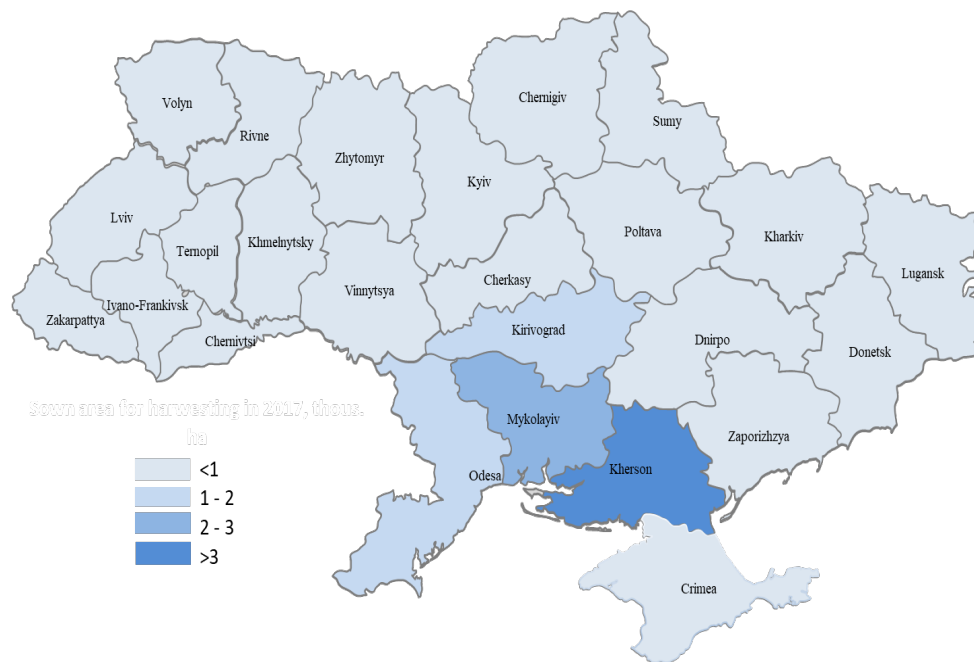 Chernigiv
Volyn
Sumy
Rivne
Zhytomyr
Kyiv
Lviv
Poltava
Khmelnytsky
Kharkiv
Ternopil
Lugansk
Cherkasy
Vinnytsya
Ivano-Frankivsk
Zakarpattya
Kirivograd
Chernivtsi
Dnirpo
Donetsk
Sown area for harwesting in 2017, thous.
ha
Mykolayiv
Zaporizhzya
<1
Kherson
Odesa
1 - 2
2 - 3
>3
Crimea